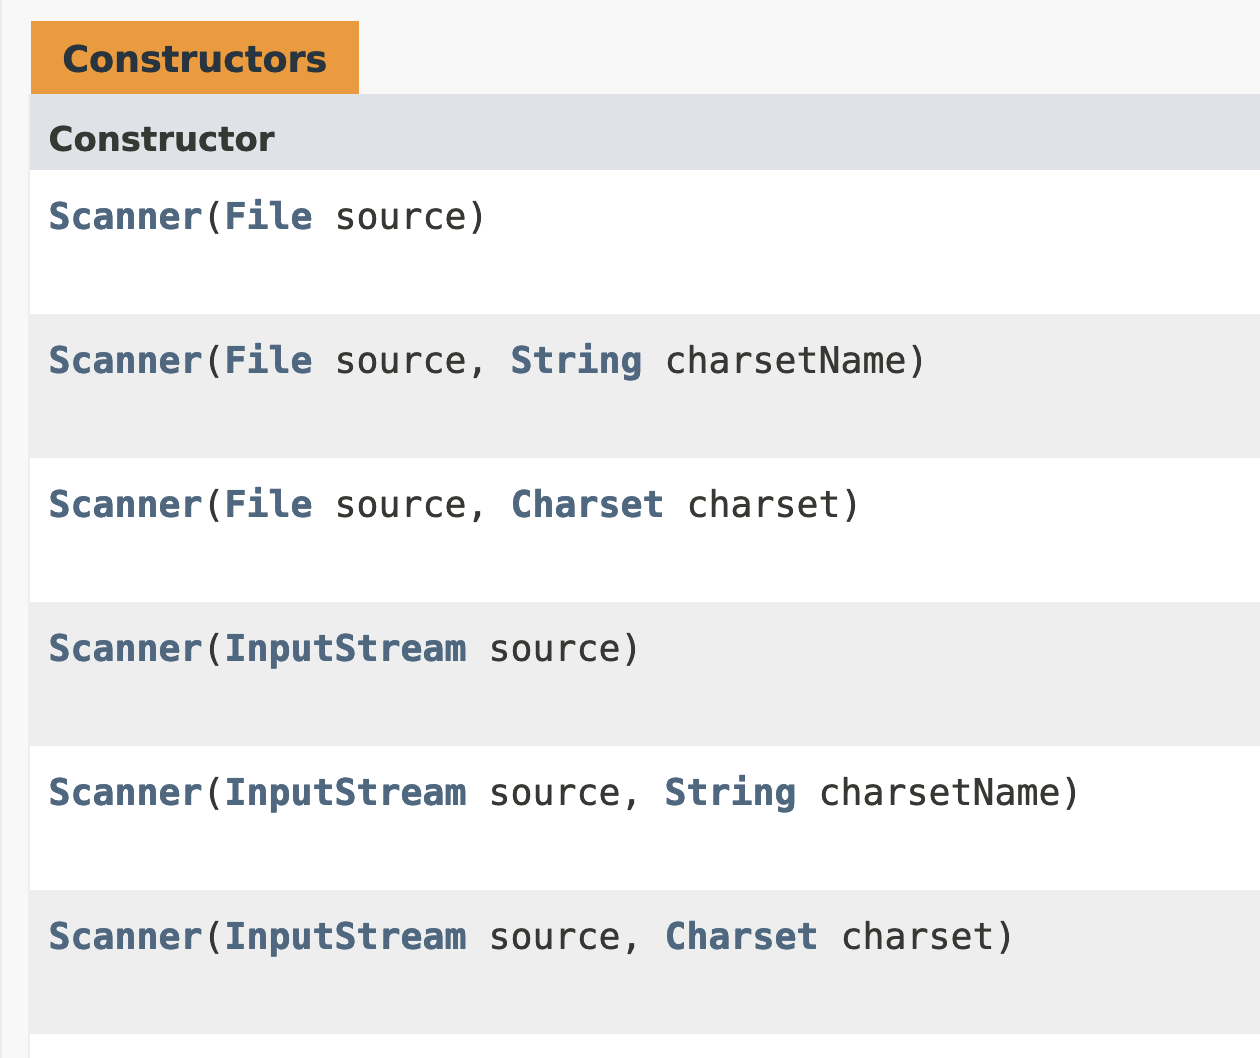 Constructors
Constructor
Scanner(File source)
Scanner(File source, String charsetName)
Scanner(File source, Charset charset)
Scanner(InputStream source)
Scanner(InputStream source, String charsetName)
Scanner(InputStream source, Charset charset)